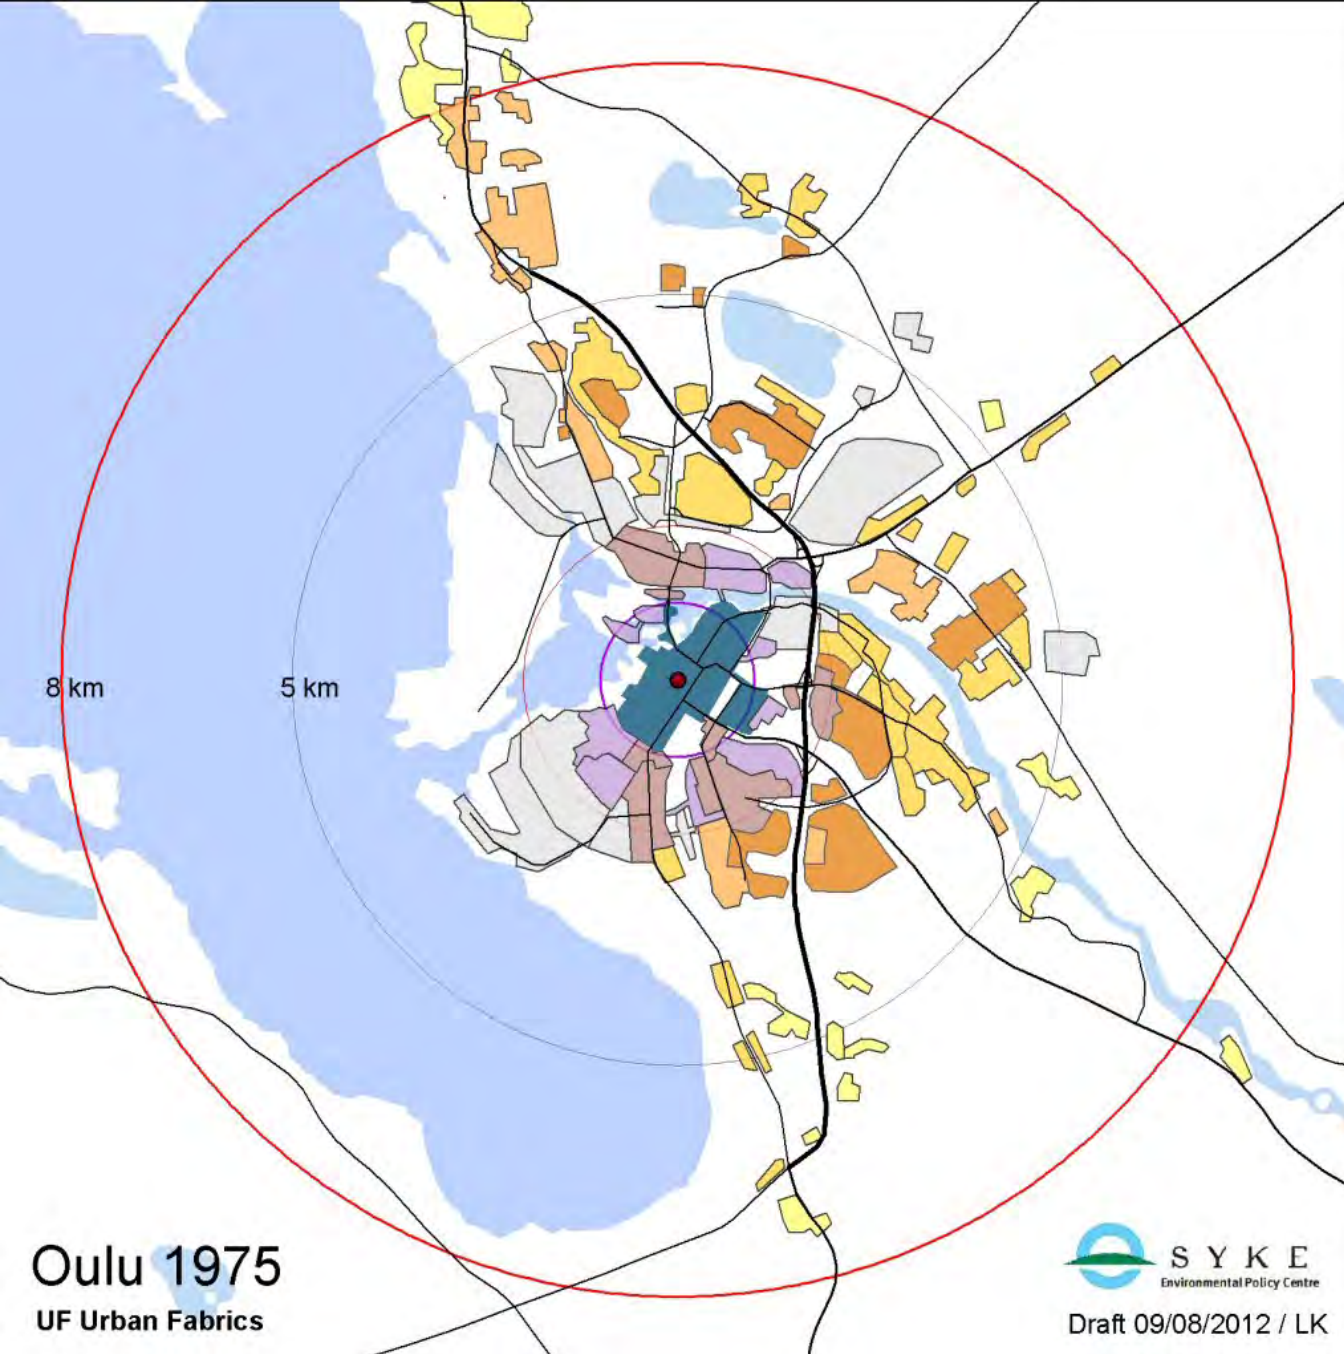 8 km
5 km
Oulu 1975
UF Urban Fabrics
SYKE
Environmental Policy Centre
Draft 09/08/2012 / LK